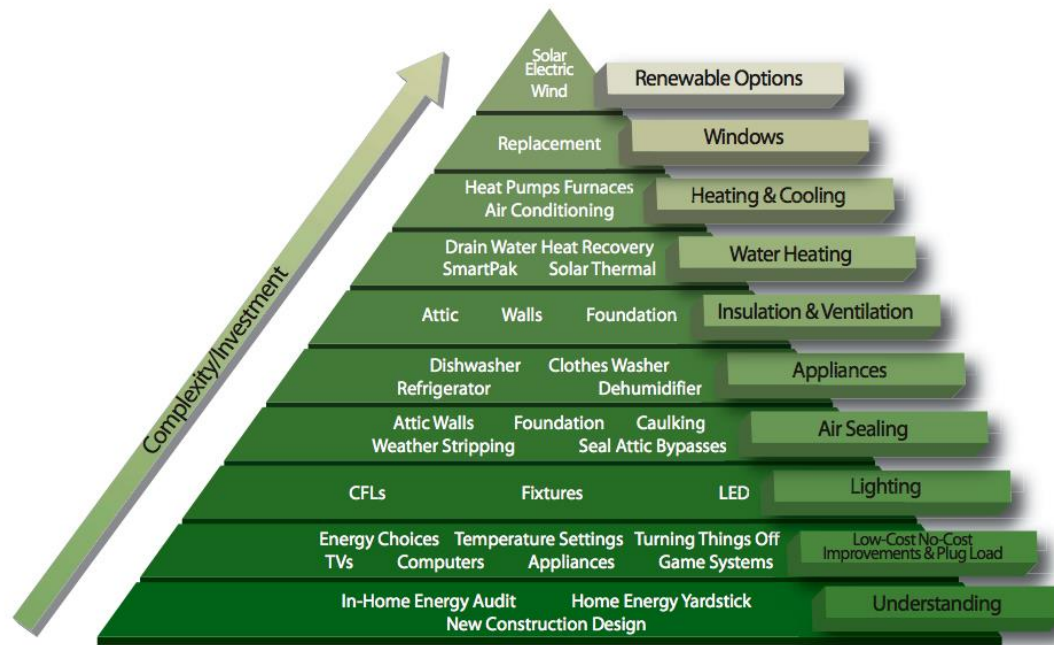 Solar
Electric
Wind
Renewable Options
Replacement
Windows
Heat Pumps Furnaces
Air Conditioning
Heating & Cooling
Drain Water Heat Recovery
SmartPak Solar Thermal
Water Heating
Attic Walls Foundation
Insulation & Ventilation
Dishwasher Clothes Washer
Refrigerator Dehumidifier
Appliances
Attic Walls Foundation Caulking
Weather Stripping Seal Attic Bypasses
Air Sealing
CFLs Fixtures LED
Lighting
Energy Choices Temperature Settings Turning Things Off
TVs Computers Appliances Game Systems
Low-Cost No-Cost
Improvements & Plug Load
In-Home Energy Audit Home Energy Yardstick
New Construction Design
Understanding
Complexity/Investment